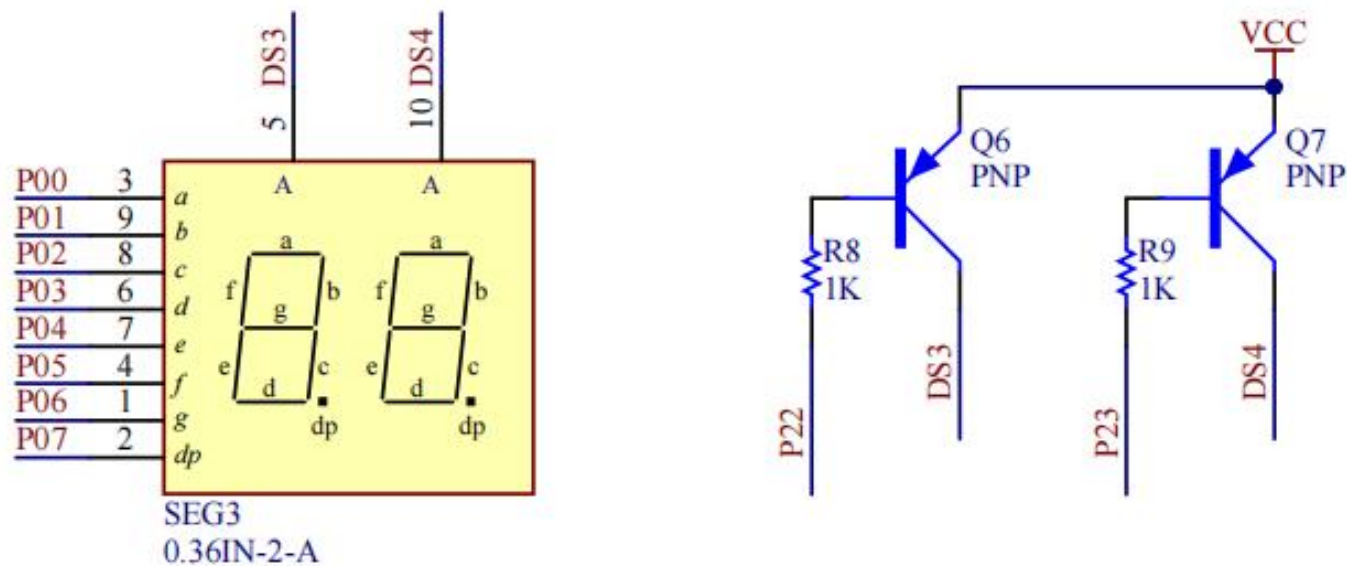 DS3
DS4
5
10
A
A
P00 3 a
P01 9 b
P02 8 c
P03 6 d
P04 7 e
P05 4 f
P06 1 g
P07 2 dp
a
f b
g
e c
d
dp
a
f b
g
e c
d
dp
SEG3
0.36IN-2-A
VCC
Q6
PNP
Q7
PNP
R8
1K
R9
1K
P22
DS3
P23
DS4